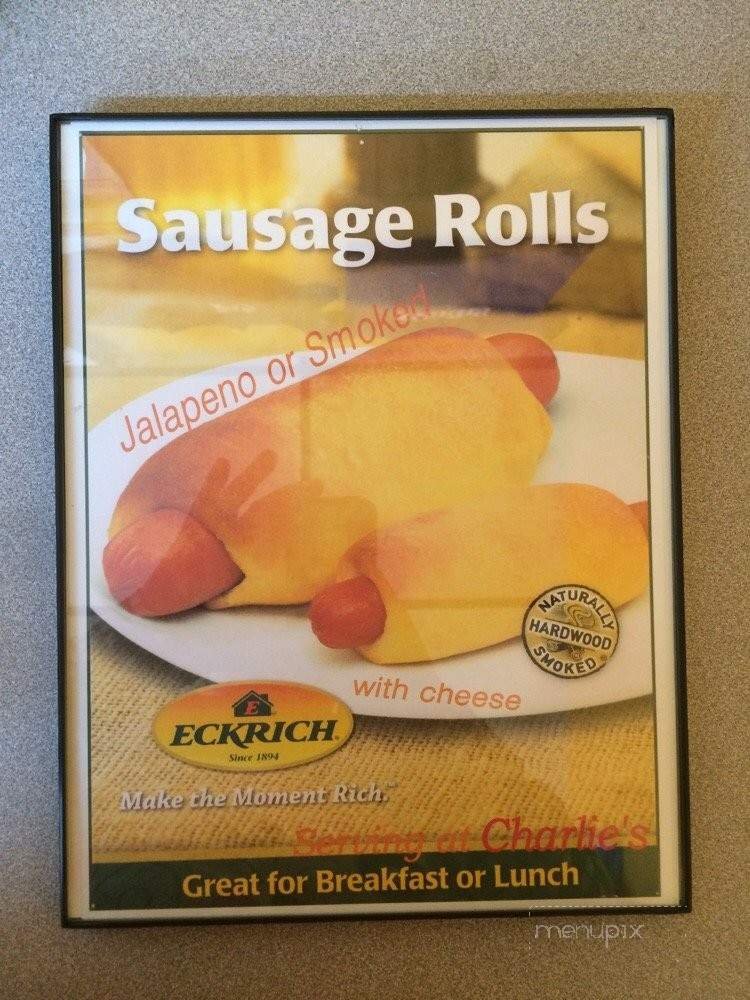 Sausage Rolls
Jalapeno or Smoked
NATURALLY
HARDWOOD
SMOKED
with cheese
E
ECKRICH®
Since 1894
Make the Moment Rich.™
Serving at Charlie's
Great for Breakfast or Lunch
menupix